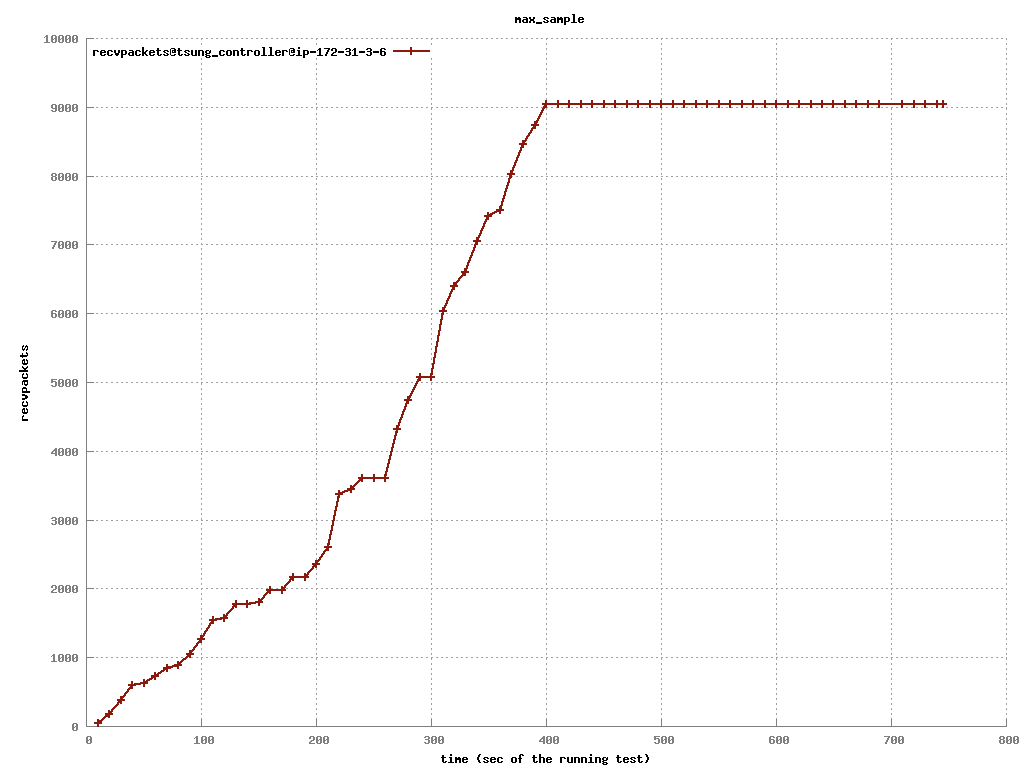 max_sample
recvpackets@tsung_controller@ip-172-31-3-6
10000
9000
8000
7000
6000
5000
4000
3000
2000
1000
0
recvpackets
0 100 200 300 400 500 600 700 800
time (sec of the running test)